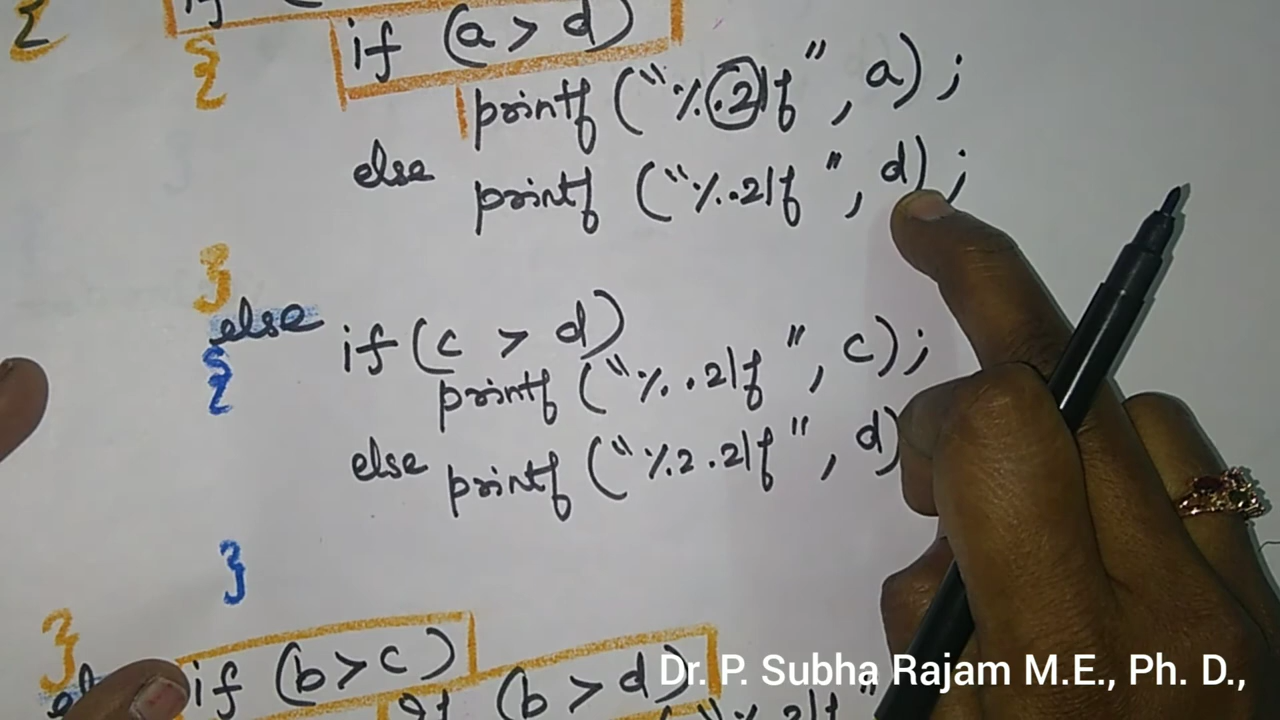 { if (
{ if (a > d)
printf ("%.2lf", a);
else printf ("%.2lf", d);
}
else if (c > d)
{ printf ("%.2lf", c);
else printf ("%2.2lf", d)
}
}
if (b > c)
if (b > d)
Dr. P. Subha Rajam M.E., Ph. D.,